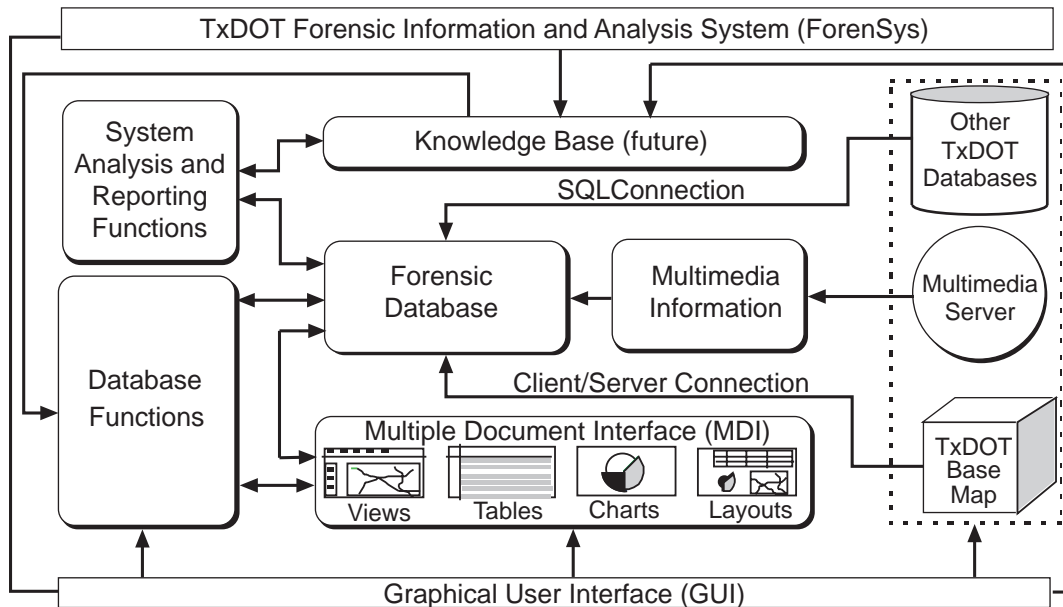 TxDOT Forensic Information and Analysis System (ForenSys)
System
Analysis and
Reporting
Functions
Knowledge Base (future)
Other
TxDOT
Databases
SQLConnection
Forensic
Database
Multimedia
Information
Multimedia
Server
Database
Functions
Client/Server Connection
Multiple Document Interface (MDI)
Views
Tables
Charts
Layouts
TxDOT
Base
Map
Graphical User Interface (GUI)